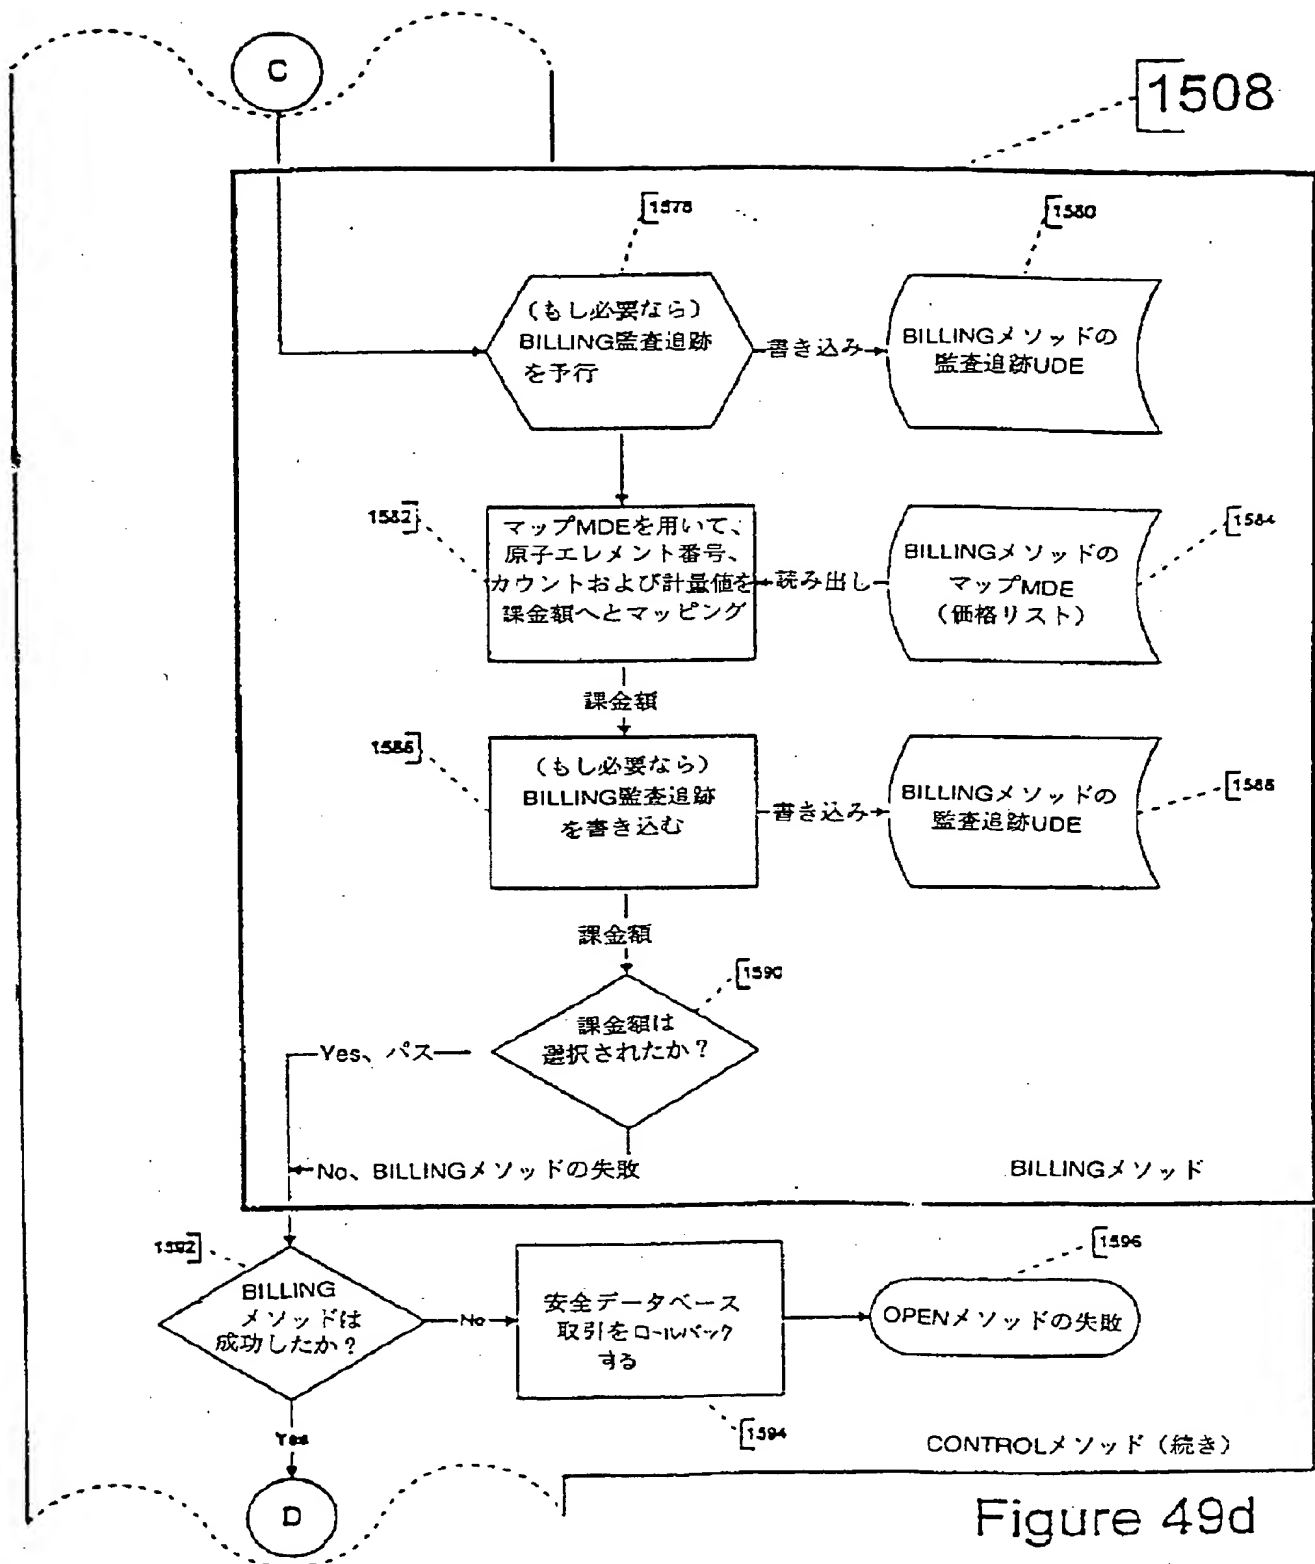 C
1508
1578
1580
(もし必要なら)
BILLING監査追跡
を予行
書き込み
BILLINGメソッドの
監査追跡UDE
1582
マップMDEを用いて、
原子エレメント番号、
カウントおよび計量値を
課金額へとマッピング
読み出し
BILLINGメソッドの
マップMDE
(価格リスト)
1584
課金額
1586
(もし必要なら)
BILLING監査追跡
を書き込む
書き込み
BILLINGメソッドの
監査追跡UDE
1588
課金額
1590
課金額は
選択されたか?
Yes、パス
No、BILLINGメソッドの失敗
BILLINGメソッド
1592
BILLING
メソッドは
成功したか?
No
安全データベース
取引をロールバック
する
1594
1596
OPENメソッドの失敗
Yes
CONTROLメソッド(続き)
D
Figure 49d